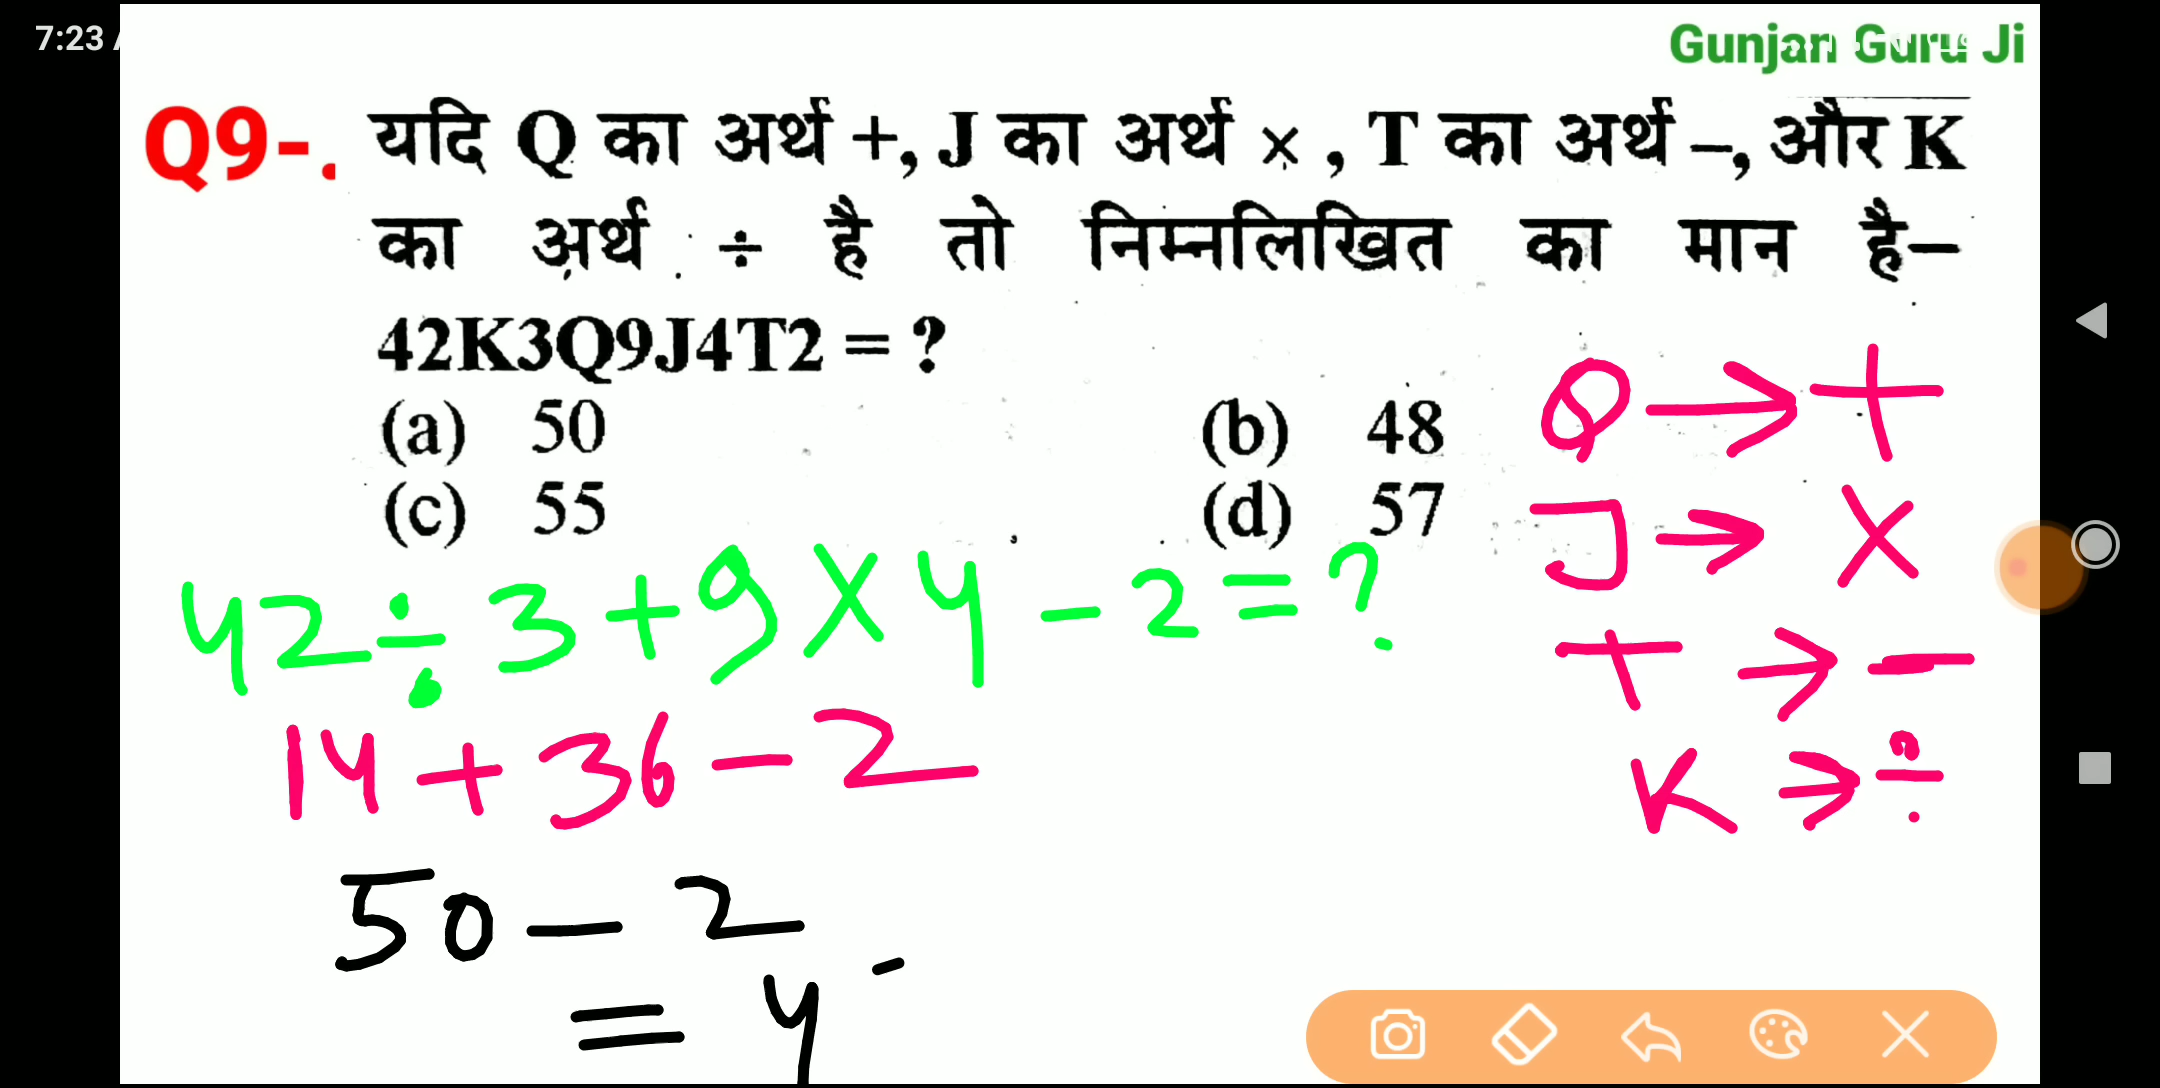 7:23
Gunjan Guru Ji
Q9-. यदि Q का अर्थ +, J का अर्थ ×, T का अर्थ –, और K
का अर्थ ÷ है तो निम्नलिखित का मान है–
42K3Q9J4T2 = ?
(a) 50 (b) 48
(c) 55 (d) 57
Q → +
J → ×
T → −
K → ÷
42 ÷ 3 + 9 × 4 − 2 = ?
14 + 36 − 2
50 − 2
= 4